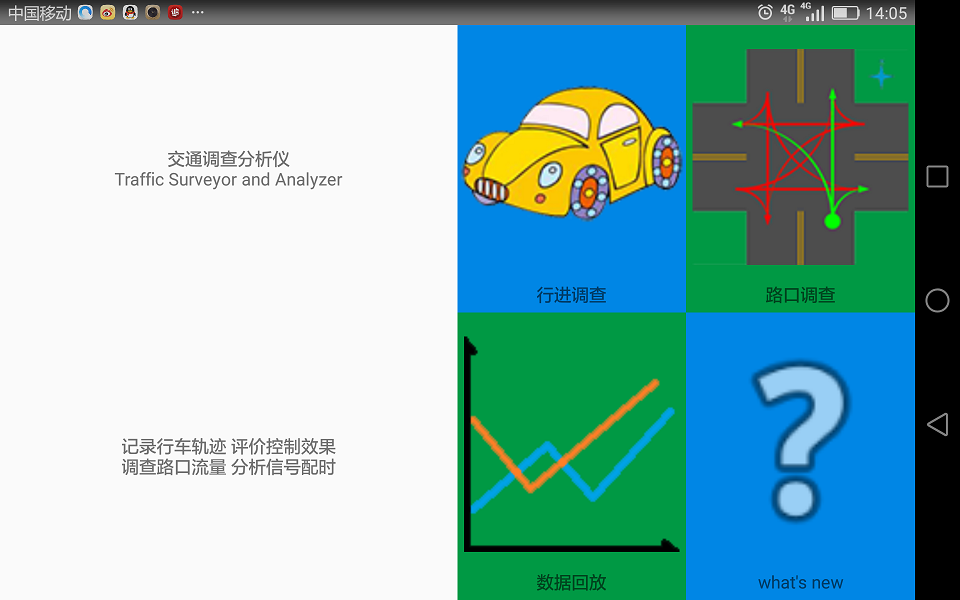 中国移动
4G
4G
14:05
交通调查分析仪
Traffic Surveyor and Analyzer
记录行车轨迹 评价控制效果
调查路口流量 分析信号配时
行进调查
路口调查
数据回放
what's new